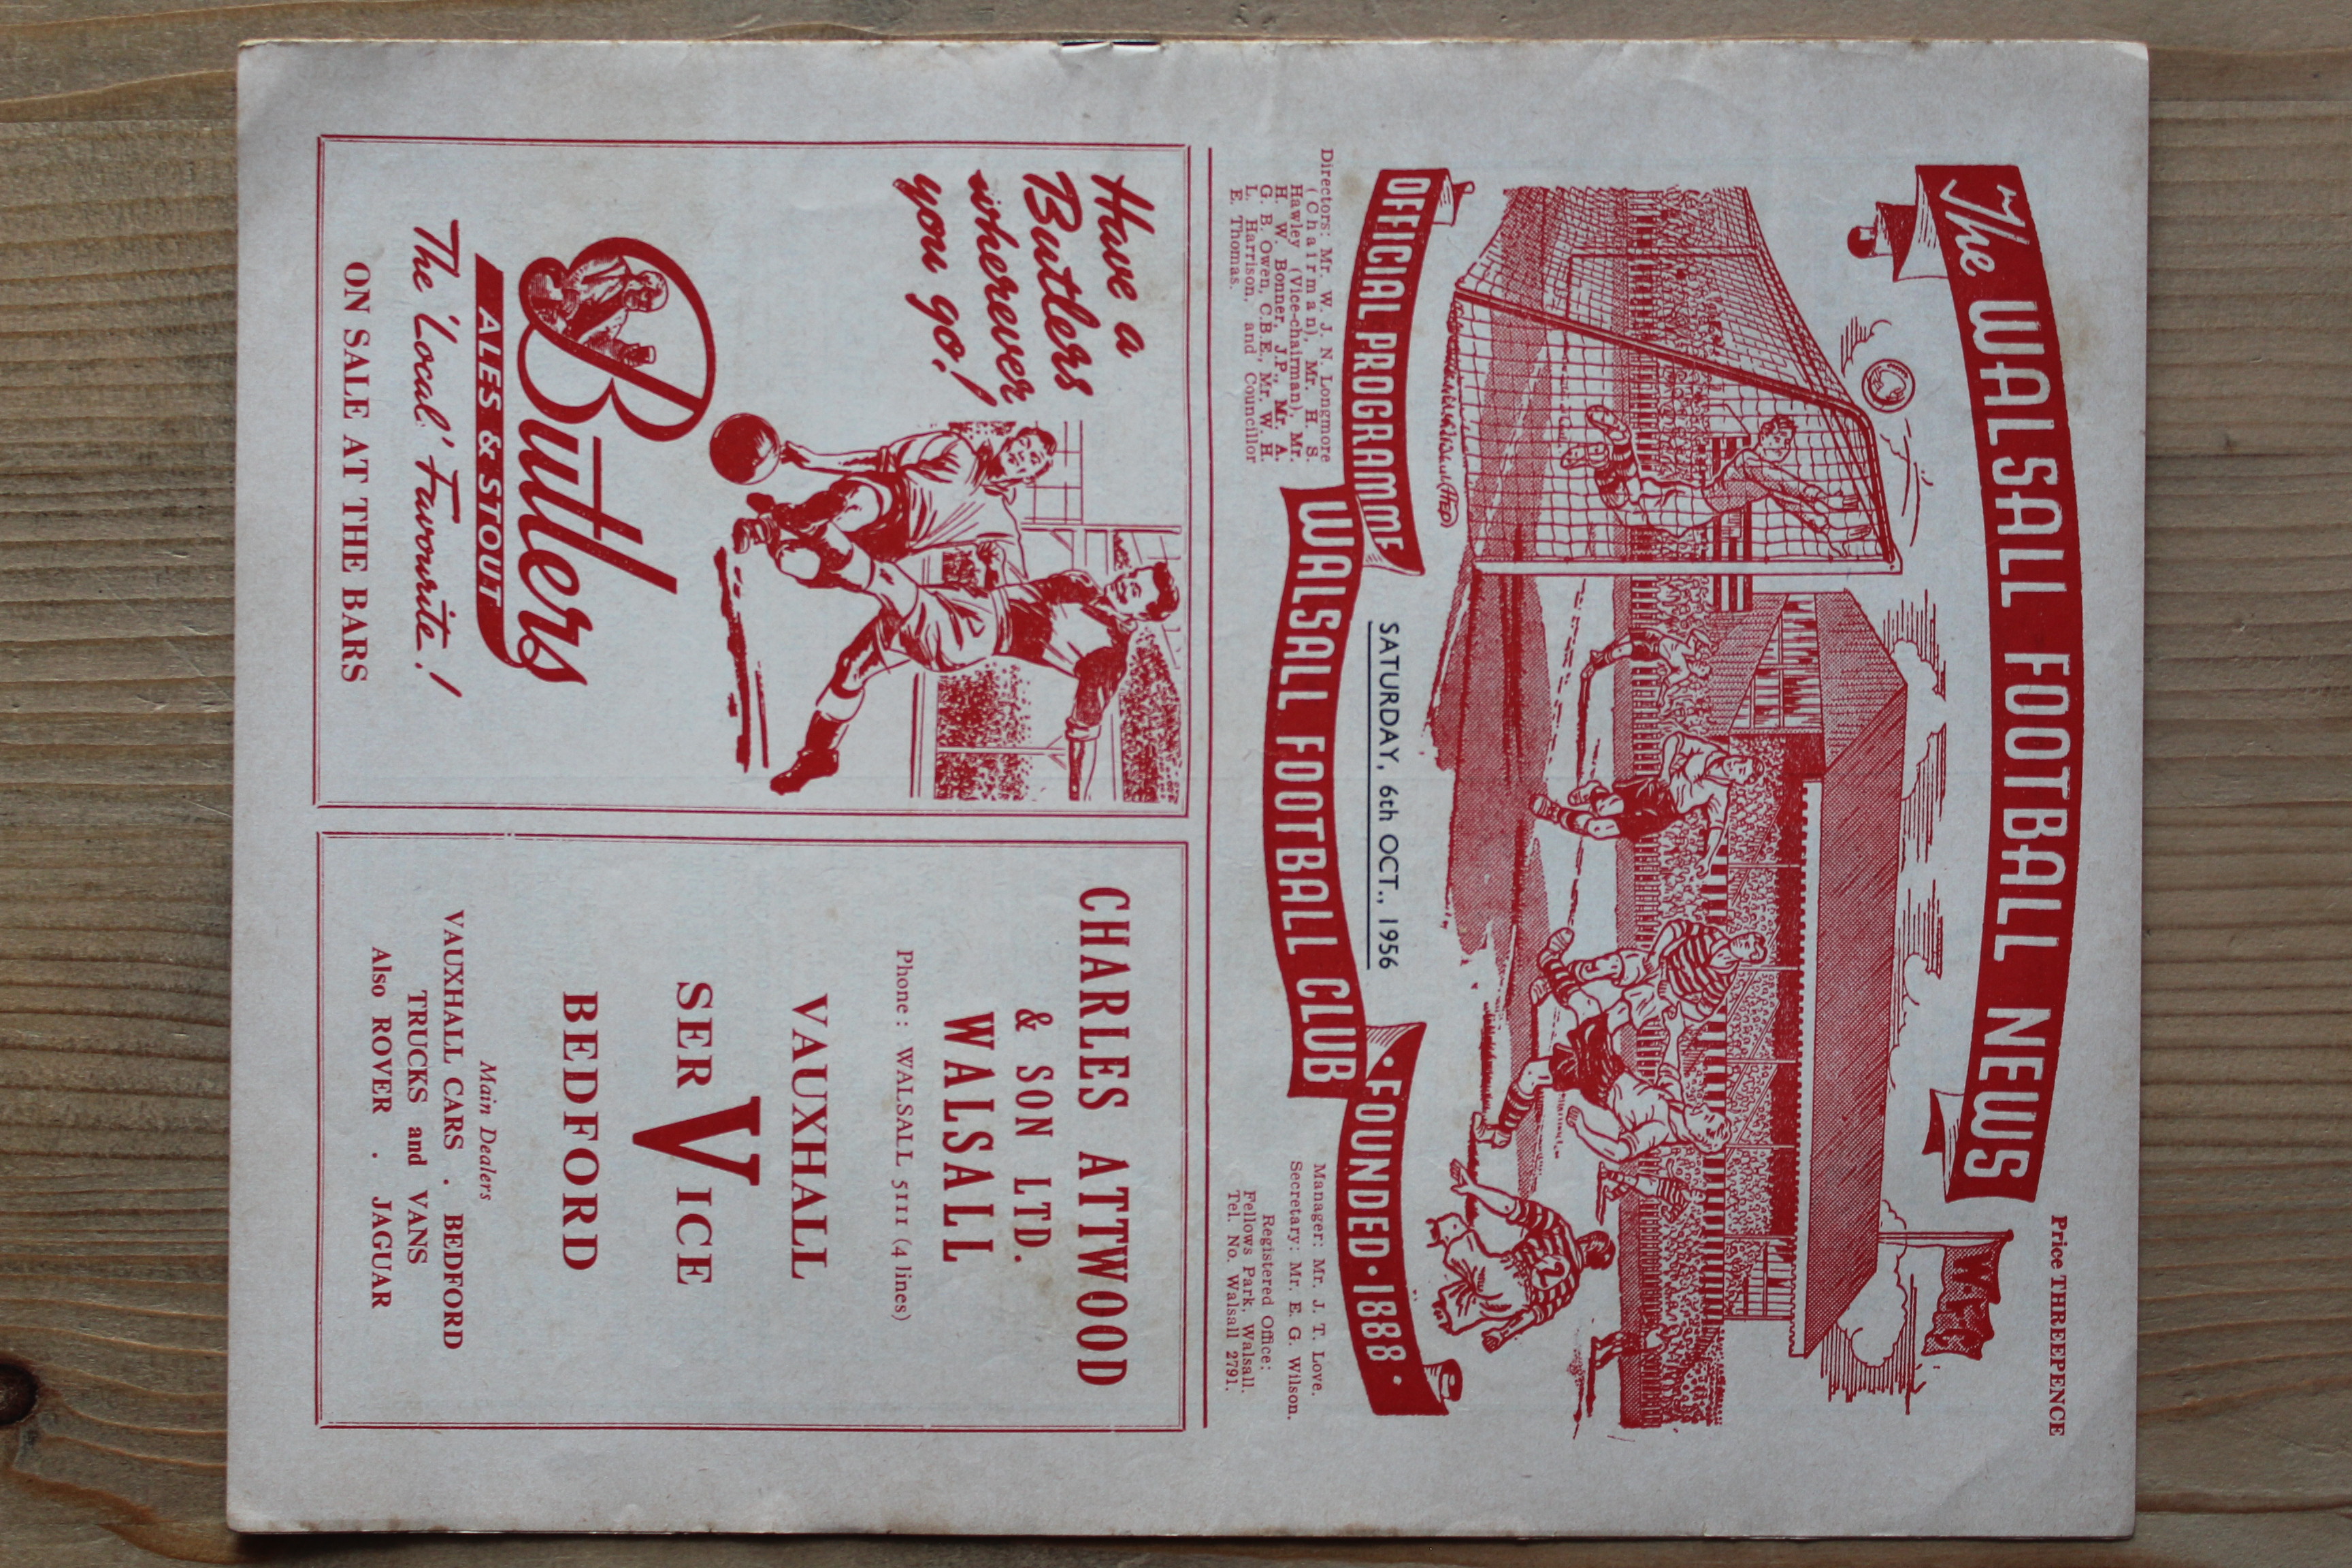 Price THREEPENCE
The WALSALL FOOTBALL NEWS
W.F.C
2
OFFICIAL PROGRAMME
SATURDAY, 6th OCT., 1956
WALSALL FOOTBALL CLUB
• FOUNDED • 1888 •
Directors: Mr. W. J. N. Longmore
(Chairman), Mr. H. S.
Hawley (Vice-chairman), Mr.
H. W. Bonner, J.P., Mr. A.
G. B. Owen, C.B.E., Mr. W. H.
L. Harrison, and Councillor
E. Thomas.
Manager: Mr. J. T. Love.
Secretary: Mr. E. G. Wilson.
Registered Office:
Fellows Park, Walsall.
Tel. No. Walsall 2791.
Have a
Butlers
wherever
you go!
Butlers
ALES & STOUT
The 'Local' Favourite!
ON SALE AT THE BARS
CHARLES ATTWOOD
& SON LTD.
WALSALL
Phone: WALSALL 5111 (4 lines)
VAUXHALL
SERVICE
BEDFORD
Main Dealers
VAUXHALL CARS . BEDFORD
TRUCKS and VANS
Also ROVER . JAGUAR